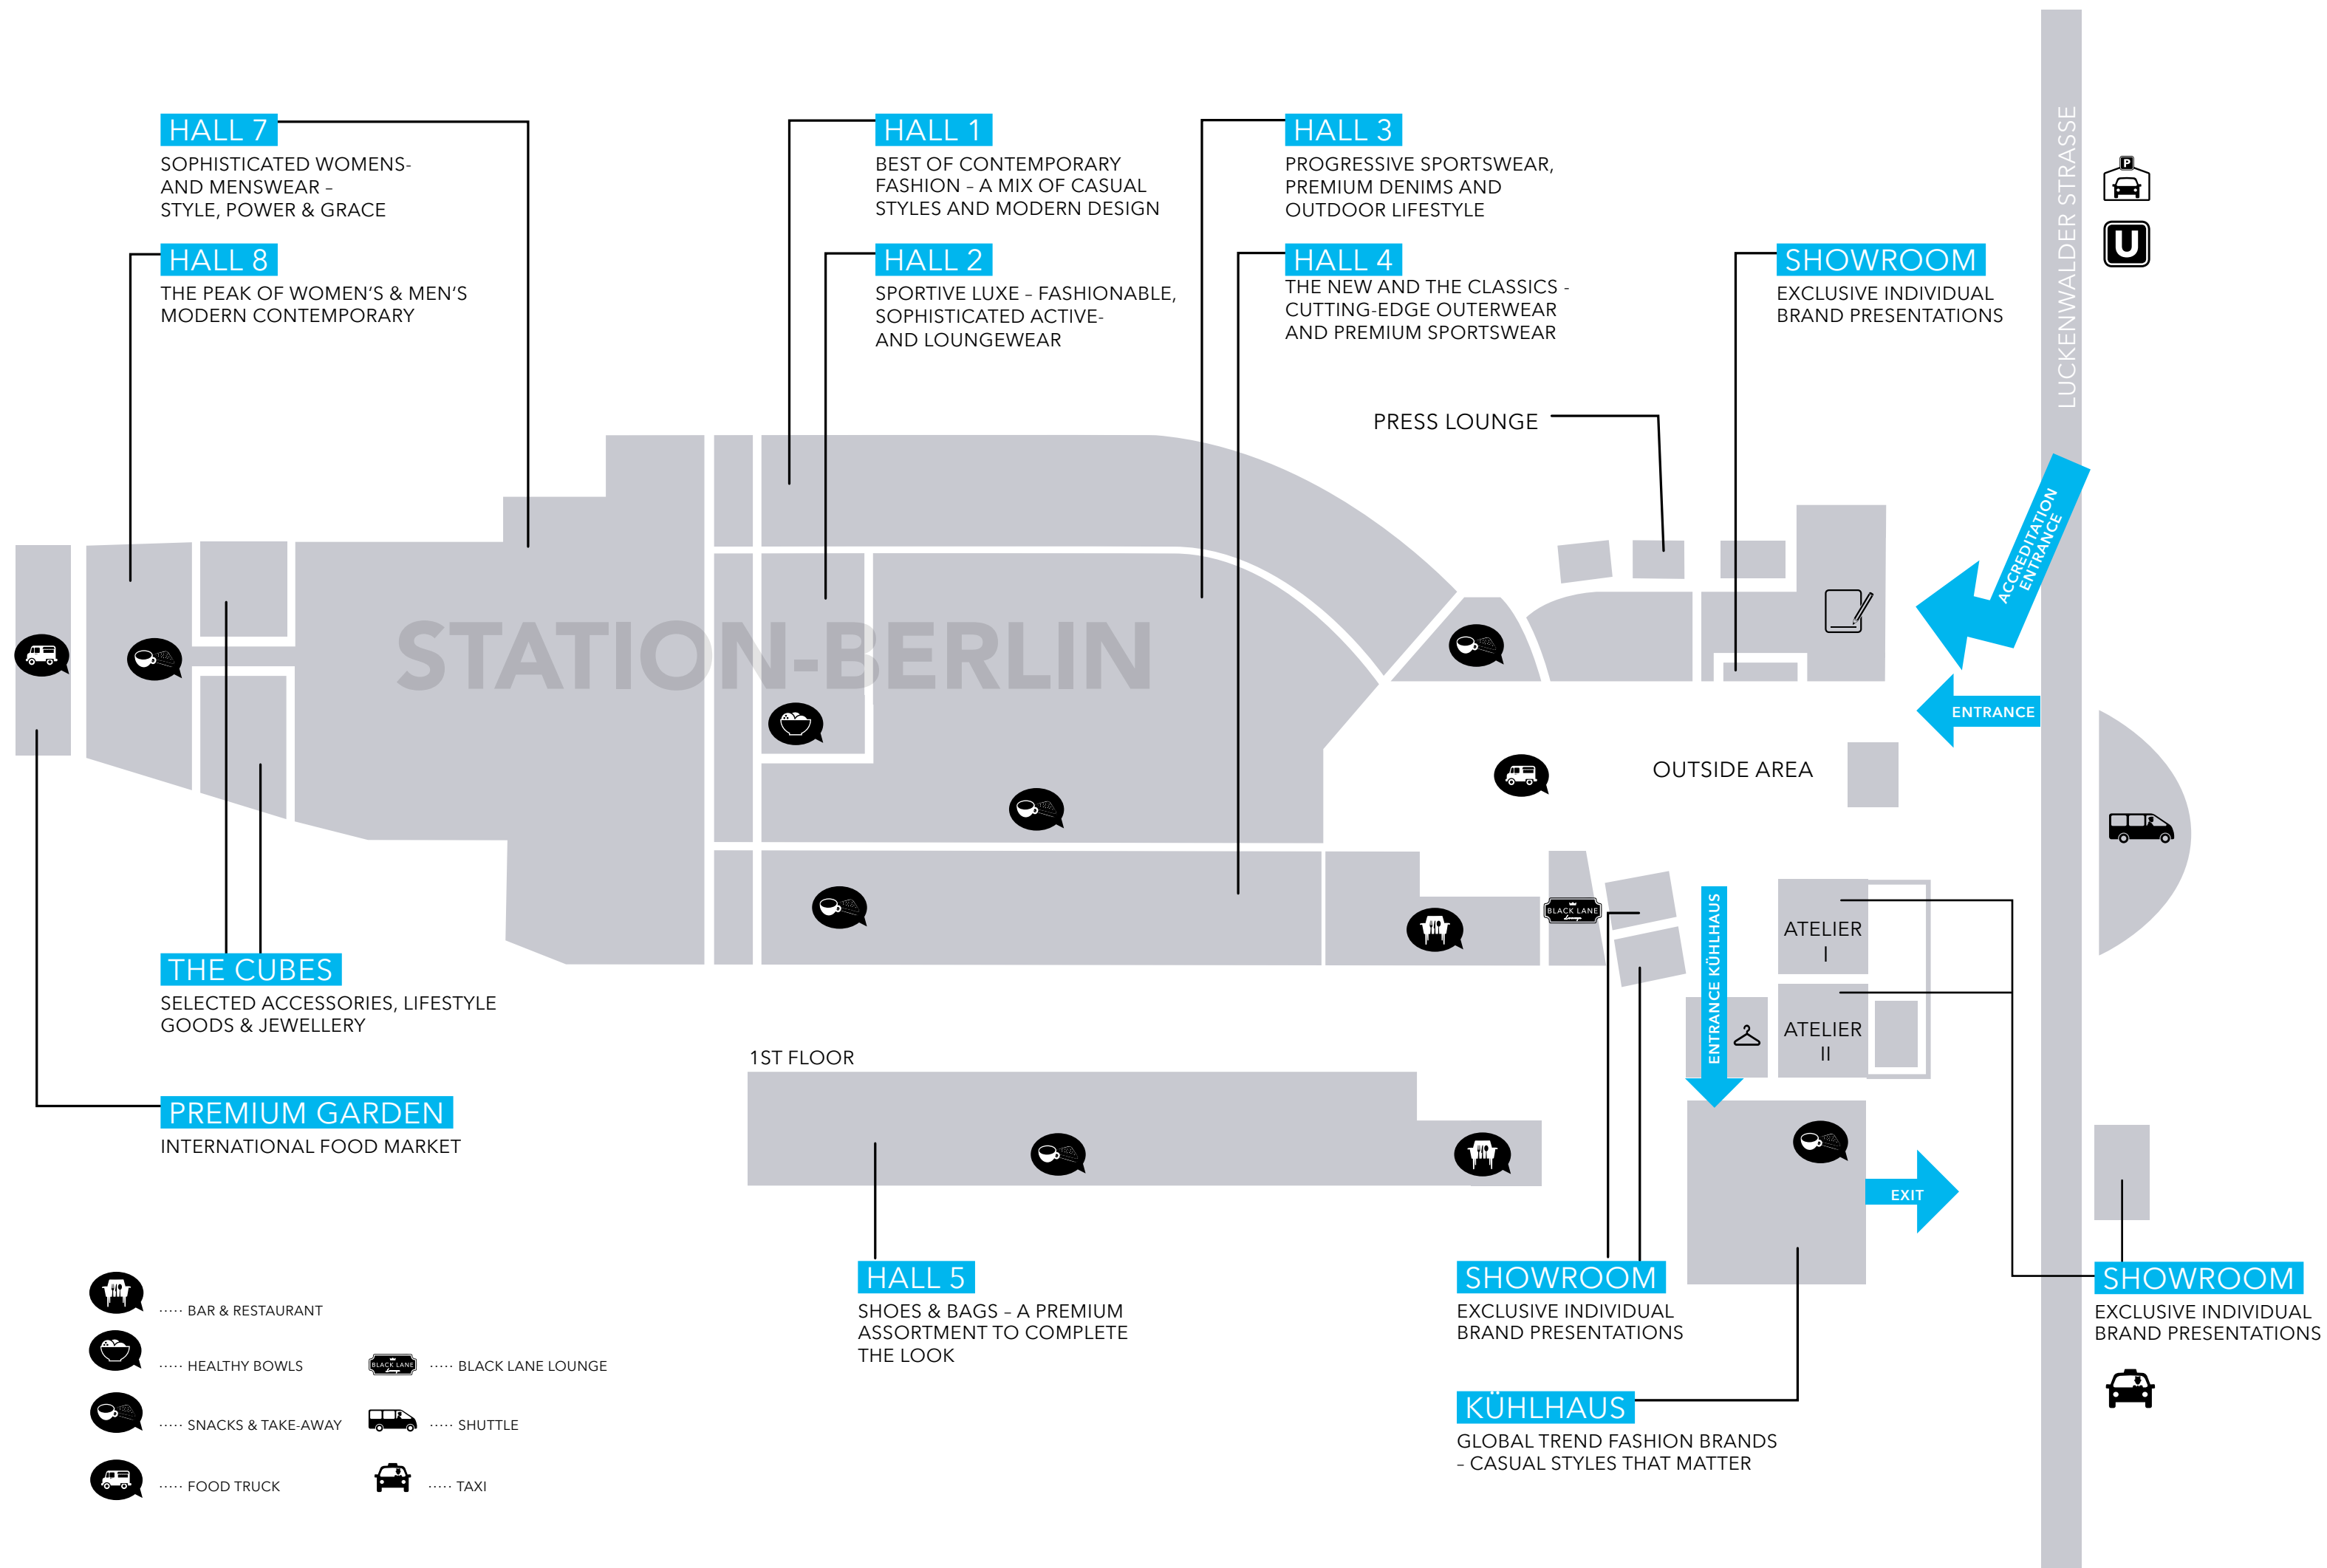 HALL 7
SOPHISTICATED WOMENS-
AND MENSWEAR –
STYLE, POWER & GRACE
HALL 8
THE PEAK OF WOMEN'S & MEN'S
MODERN CONTEMPORARY
HALL 1
BEST OF CONTEMPORARY
FASHION – A MIX OF CASUAL
STYLES AND MODERN DESIGN
HALL 2
SPORTIVE LUXE – FASHIONABLE,
SOPHISTICATED ACTIVE-
AND LOUNGEWEAR
HALL 3
PROGRESSIVE SPORTSWEAR,
PREMIUM DENIMS AND
OUTDOOR LIFESTYLE
HALL 4
THE NEW AND THE CLASSICS -
CUTTING-EDGE OUTERWEAR
AND PREMIUM SPORTSWEAR
SHOWROOM
EXCLUSIVE INDIVIDUAL
BRAND PRESENTATIONS
LUCKENWALDER STRASSE
P
U
PRESS LOUNGE
ACCREDITATION
ENTRANCE
STATION-BERLIN
ENTRANCE
OUTSIDE AREA
BLACK LANE
Lounge
ENTRANCE KÜHLHAUS
ATELIER
I
ATELIER
II
THE CUBES
SELECTED ACCESSORIES, LIFESTYLE
GOODS & JEWELLERY
1ST FLOOR
PREMIUM GARDEN
INTERNATIONAL FOOD MARKET
EXIT
HALL 5
SHOES & BAGS – A PREMIUM
ASSORTMENT TO COMPLETE
THE LOOK
SHOWROOM
EXCLUSIVE INDIVIDUAL
BRAND PRESENTATIONS
SHOWROOM
EXCLUSIVE INDIVIDUAL
BRAND PRESENTATIONS
KÜHLHAUS
GLOBAL TREND FASHION BRANDS
– CASUAL STYLES THAT MATTER
..... BAR & RESTAURANT
..... HEALTHY BOWLS
..... SNACKS & TAKE-AWAY
..... FOOD TRUCK
BLACK LANE
Lounge
..... BLACK LANE LOUNGE
..... SHUTTLE
..... TAXI